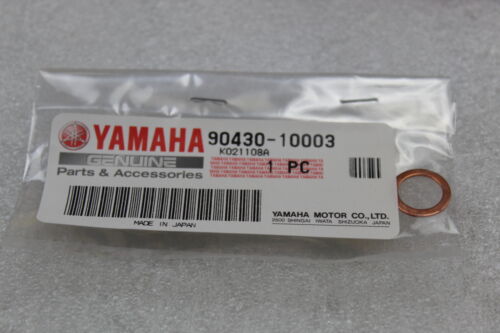 YAMAHA 90430-10003
K021108A
GENUINE
1 PC
Parts & Accessories
YAMAHA MOTOR CO.,LTD.
2500 SHINGAI IWATA SHIZUOKA JAPAN
MADE IN JAPAN